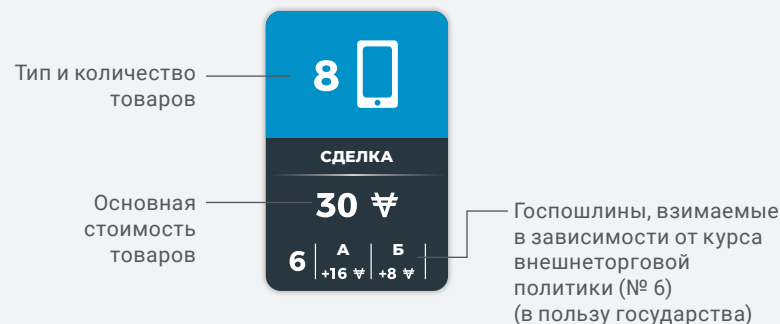 8
Тип и количество
товаров
СДЕЛКА
Основная
стоимость
товаров
30 ₩
Госпошлины, взимаемые
в зависимости от курса
внешнеторговой
политики (№ 6)
(в пользу государства)
6 А Б
+16 ₩ +8 ₩